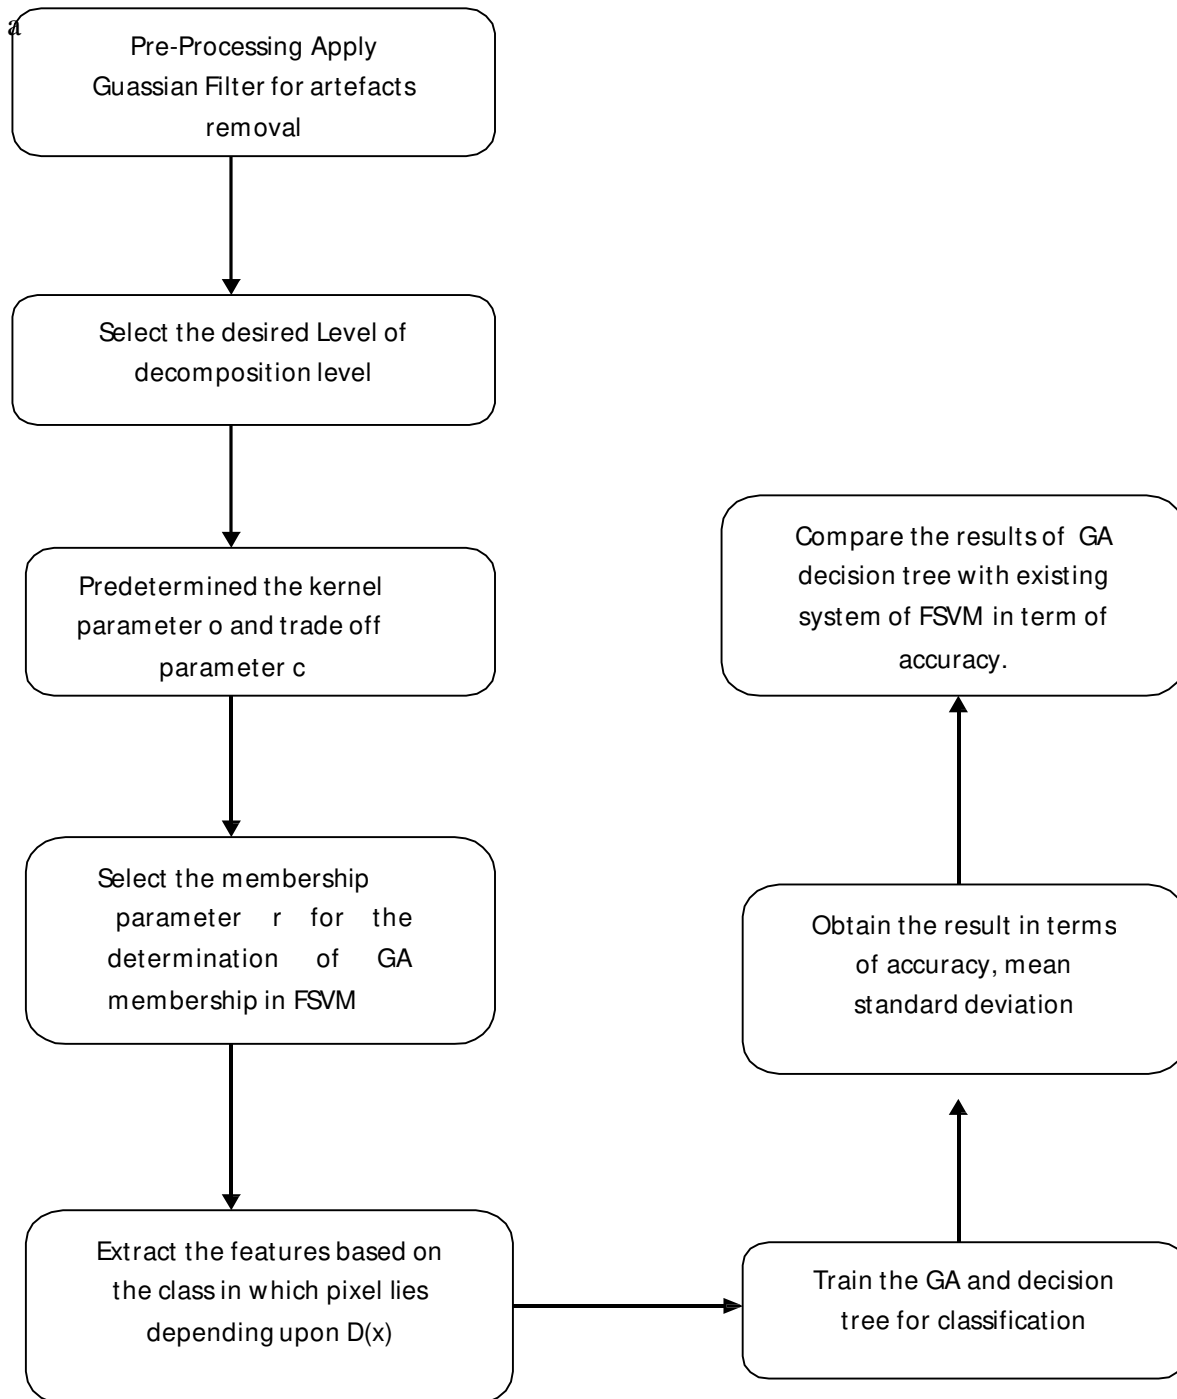 a
Pre-Processing Apply
Guassian Filter for artefacts
removal
Select the desired Level of
decomposition level
Predetermined the kernel
parameter o and trade off
parameter c
Select the membership
parameter r for the
determination of GA
membership in FSVM
Extract the features based on
the class in which pixel lies
depending upon D(x)
Train the GA and decision
tree for classification
Obtain the result in terms
of accuracy, mean
standard deviation
Compare the results of GA
decision tree with existing
system of FSVM in term of
accuracy.